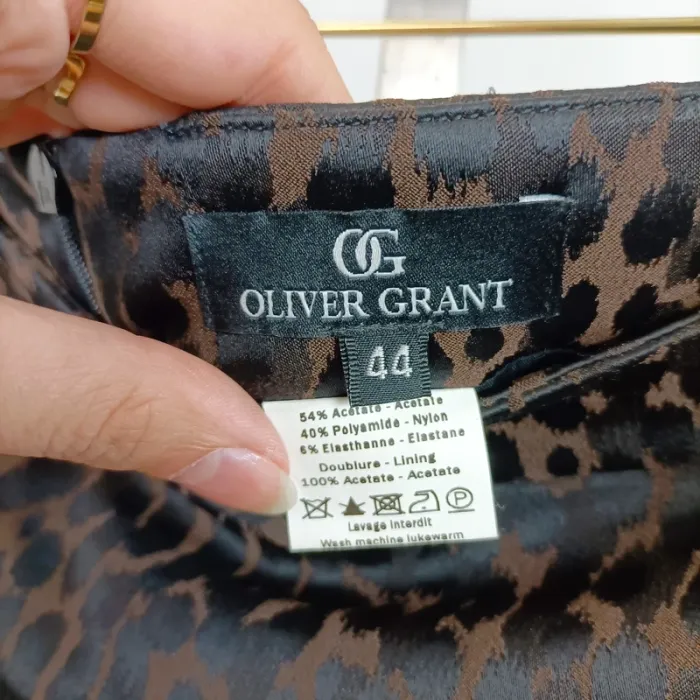 OG
OLIVER GRANT
44
54% Acetate - Acetate
40% Polyamide - Nylon
6% Elasthanne - Elastane
Doublure - Lining
100% Acetate - Acetate
Lavage interdit
Wash machine lukewarm